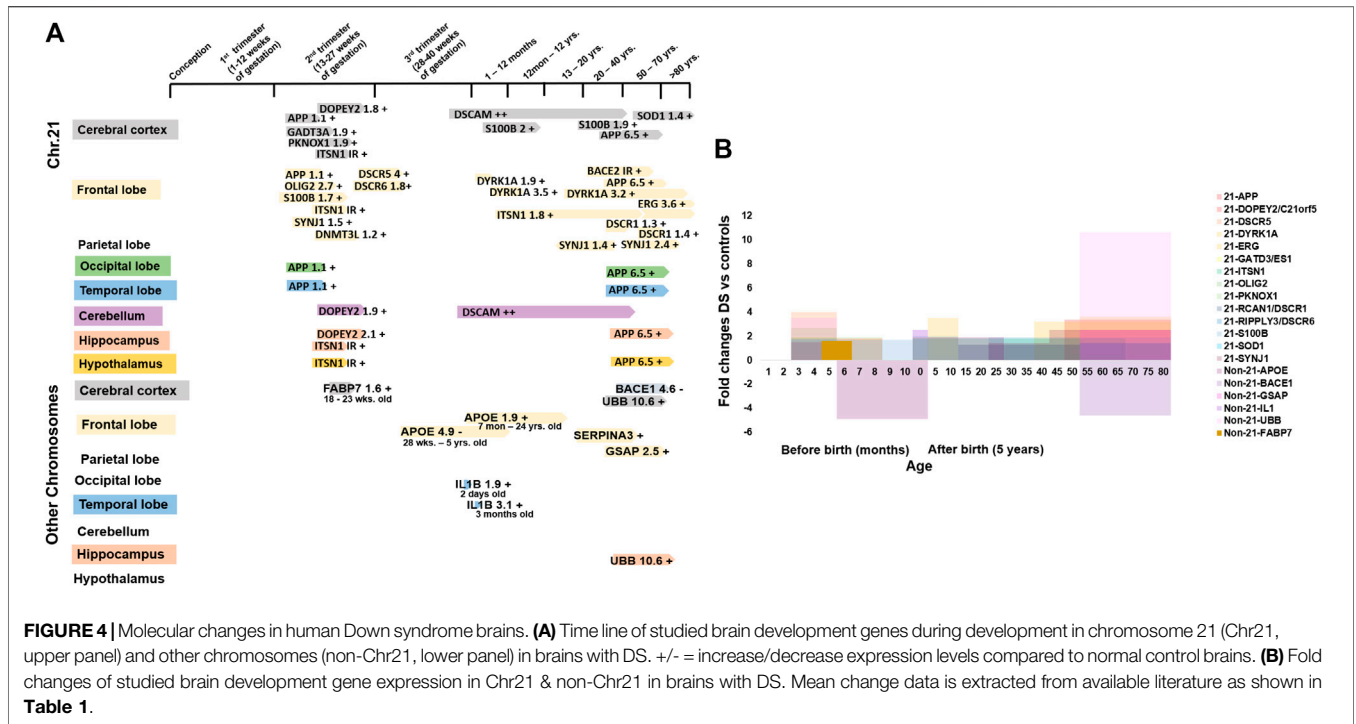 A
Conception
1st trimester
(1-12 weeks
of gestation)
2nd trimester
(13-27 weeks
of gestation)
3rd trimester
(28-40 weeks
of gestation)
1 – 12 months
12mon – 12 yrs.
13 – 20 yrs.
20 – 40 yrs.
50 – 70 yrs.
>80 yrs.
Chr.21
Cerebral cortex
DOPEY2 1.8 +
APP 1.1 +
GADT3A 1.9 +
PKNOX1 1.9 +
ITSN1 IR +
DSCAM ++
SOD1 1.4 +
S100B 2 +
S100B 1.9 +
APP 6.5 +
Frontal lobe
APP 1.1 +
DSCR5 4 +
OLIG2 2.7 +
DSCR6 1.8+
S100B 1.7 +
ITSN1 IR +
SYNJ1 1.5 +
DNMT3L 1.2 +
DYRK1A 1.9 +
DYRK1A 3.5 +
BACE2 IR +
APP 6.5 +
DYRK1A 3.2 +
ERG 3.6 +
ITSN1 1.8 +
DSCR1 1.3 +
DSCR1 1.4 +
SYNJ1 1.4 +
SYNJ1 2.4 +
Parietal lobe
Occipital lobe
APP 1.1 +
APP 6.5 +
Temporal lobe
APP 1.1 +
APP 6.5 +
Cerebellum
DOPEY2 1.9 +
DSCAM ++
Hippocampus
DOPEY2 2.1 +
ITSN1 IR +
APP 6.5 +
Hypothalamus
ITSN1 IR +
APP 6.5 +
Other Chromosomes
Cerebral cortex
FABP7 1.6 +
18 - 23 wks. old
BACE1 4.6 -
UBB 10.6 +
Frontal lobe
APOE 1.9 +
7 mon – 24 yrs. old
APOE 4.9 -
28 wks. – 5 yrs. old
SERPINA3 +
GSAP 2.5 +
Parietal lobe
Occipital lobe
IL1B 1.9 +
2 days old
Temporal lobe
IL1B 3.1 +
3 months old
Cerebellum
Hippocampus
UBB 10.6 +
Hypothalamus
B
Fold changes DS vs controls
12
10
8
6
4
2
0
-2
-4
-6
1 2 3 4 5 6 7 8 9 10 0 5 10 15 20 25 30 35 40 45 50 55 60 65 70 75 80
Before birth (months)
After birth (5 years)
Age
21-APP
21-DOPEY2/C21orf5
21-DSCR5
21-DYRK1A
21-ERG
21-GATD3/ES1
21-ITSN1
21-OLIG2
21-PKNOX1
21-RCAN1/DSCR1
21-RIPPLY3/DSCR6
21-S100B
21-SOD1
21-SYNJ1
Non-21-APOE
Non-21-BACE1
Non-21-GSAP
Non-21-IL1
Non-21-UBB
Non-21-FABP7
FIGURE 4 | Molecular changes in human Down syndrome brains. (A) Time line of studied brain development genes during development in chromosome 21 (Chr21,
upper panel) and other chromosomes (non-Chr21, lower panel) in brains with DS. +/- = increase/decrease expression levels compared to normal control brains. (B) Fold
changes of studied brain development gene expression in Chr21 & non-Chr21 in brains with DS. Mean change data is extracted from available literature as shown in
Table 1.